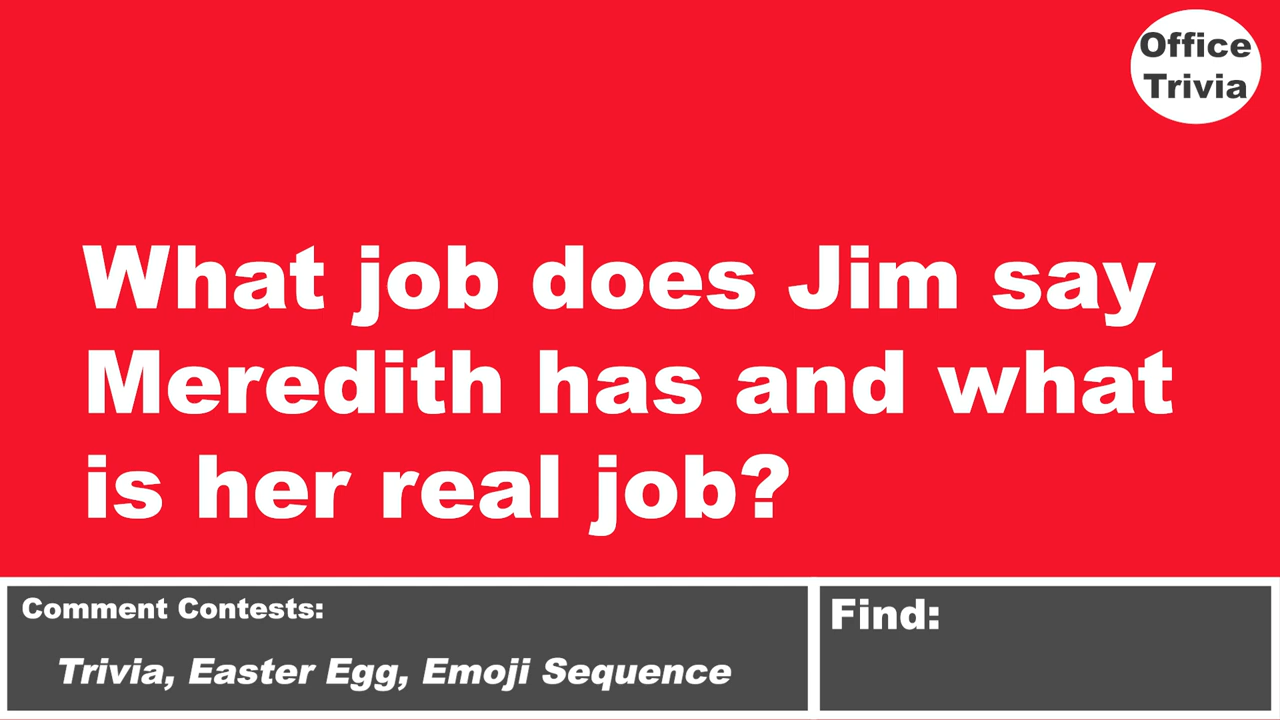 Office
Trivia
What job does Jim say
Meredith has and what
is her real job?
Comment Contests:
Trivia, Easter Egg, Emoji Sequence
Find: